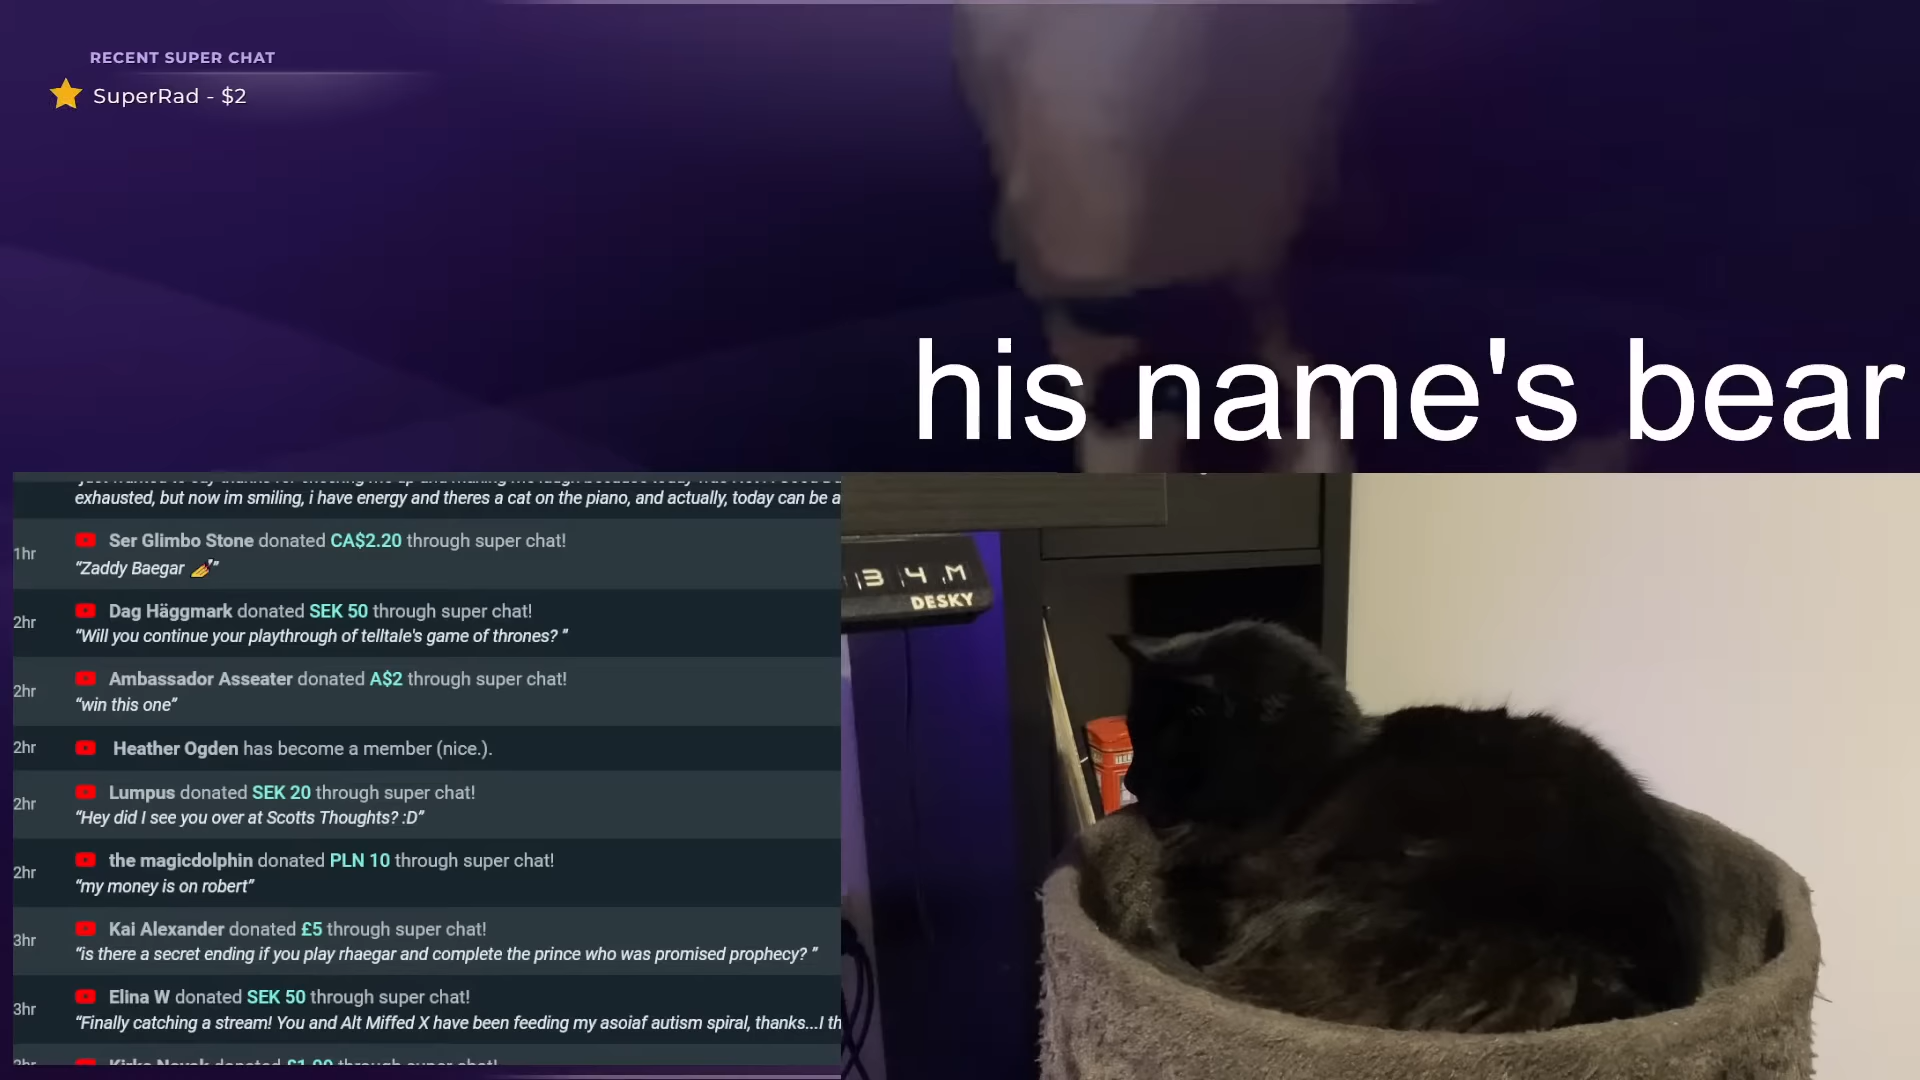 RECENT SUPER CHAT
SuperRad - $2
his name's bear
exhausted, but now im smiling, i have energy and theres a cat on the piano, and actually, today can be a
1hr
Ser Glimbo Stone donated CA$2.20 through super chat!
“Zaddy Baegar 💅”
2hr
Dag Häggmark donated SEK 50 through super chat!
“Will you continue your playthrough of telltale's game of thrones? ”
2hr
Ambassador Asseater donated A$2 through super chat!
“win this one”
2hr
Heather Ogden has become a member (nice.).
2hr
Lumpus donated SEK 20 through super chat!
“Hey did I see you over at Scotts Thoughts? :D”
2hr
the magicdolphin donated PLN 10 through super chat!
“my money is on robert”
3hr
Kai Alexander donated £5 through super chat!
“is there a secret ending if you play rhaegar and complete the prince who was promised prophecy? ”
3hr
Elina W donated SEK 50 through super chat!
“Finally catching a stream! You and Alt Miffed X have been feeding my asoiaf autism spiral, thanks...I th
34 M
DESKY